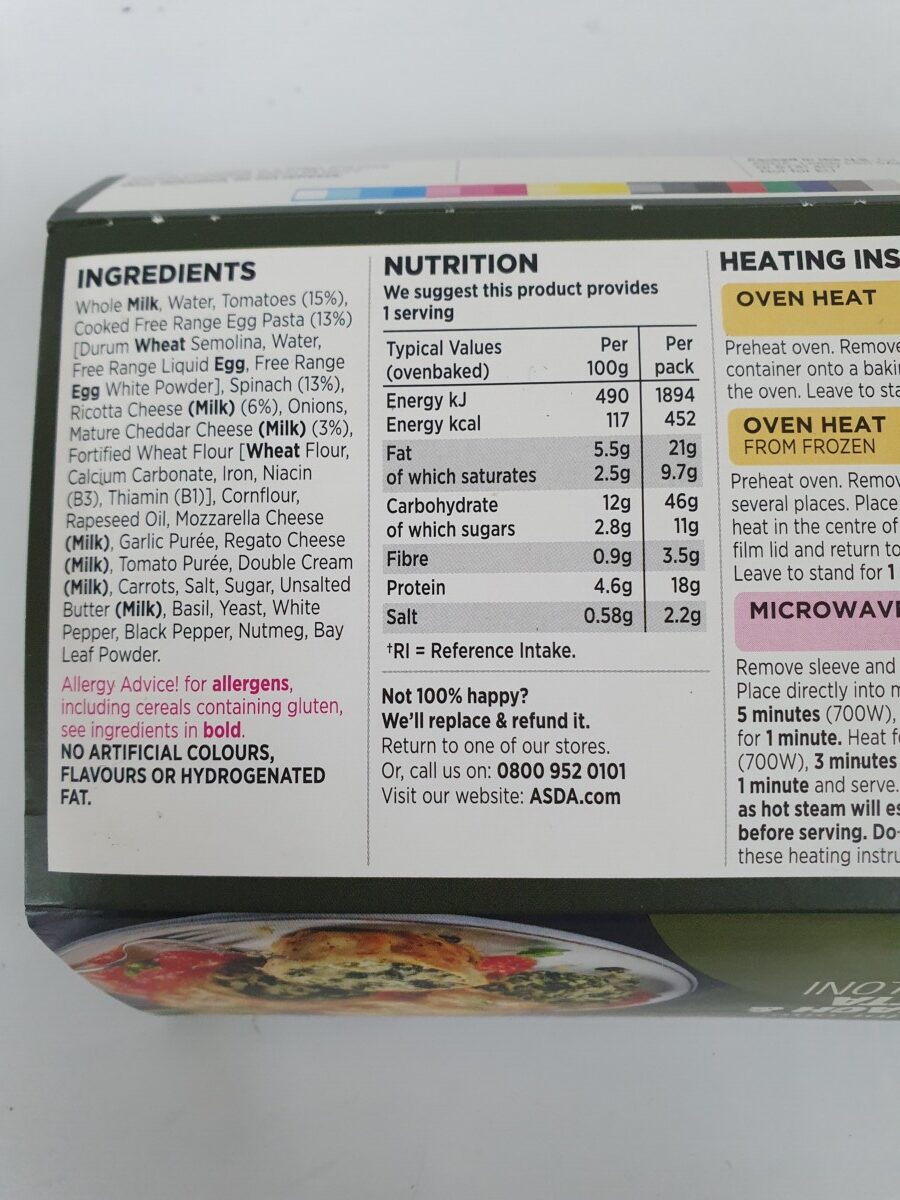 INGREDIENTS
Whole Milk, Water, Tomatoes (15%),
Cooked Free Range Egg Pasta (13%)
[Durum Wheat Semolina, Water,
Free Range Liquid Egg, Free Range
Egg White Powder], Spinach (13%),
Ricotta Cheese (Milk) (6%), Onions,
Mature Cheddar Cheese (Milk) (3%),
Fortified Wheat Flour [Wheat Flour,
Calcium Carbonate, Iron, Niacin
(B3), Thiamin (B1)], Cornflour,
Rapeseed Oil, Mozzarella Cheese
(Milk), Garlic Purée, Regato Cheese
(Milk), Tomato Purée, Double Cream
(Milk), Carrots, Salt, Sugar, Unsalted
Butter (Milk), Basil, Yeast, White
Pepper, Black Pepper, Nutmeg, Bay
Leaf Powder.
Allergy Advice! for allergens,
including cereals containing gluten,
see ingredients in bold.
NO ARTIFICIAL COLOURS,
FLAVOURS OR HYDROGENATED
FAT.
NUTRITION
We suggest this product provides
1 serving
Typical Values Per Per
(ovenbaked) 100g pack
Energy kJ 490 1894
Energy kcal 117 452
Fat 5.5g 21g
of which saturates 2.5g 9.7g
Carbohydrate 12g 46g
of which sugars 2.8g 11g
Fibre 0.9g 3.5g
Protein 4.6g 18g
Salt 0.58g 2.2g
†RI = Reference Intake.
Not 100% happy?
We'll replace & refund it.
Return to one of our stores.
Or, call us on: 0800 952 0101
Visit our website: ASDA.com
HEATING INS
OVEN HEAT
Preheat oven. Remove
container onto a baki
the oven. Leave to sta
OVEN HEAT
FROM FROZEN
Preheat oven. Remov
several places. Place
heat in the centre of
film lid and return to
Leave to stand for 1
MICROWAVE
Remove sleeve and
Place directly into m
5 minutes (700W),
for 1 minute. Heat f
(700W), 3 minutes
1 minute and serve.
as hot steam will es
before serving. Do
these heating instru